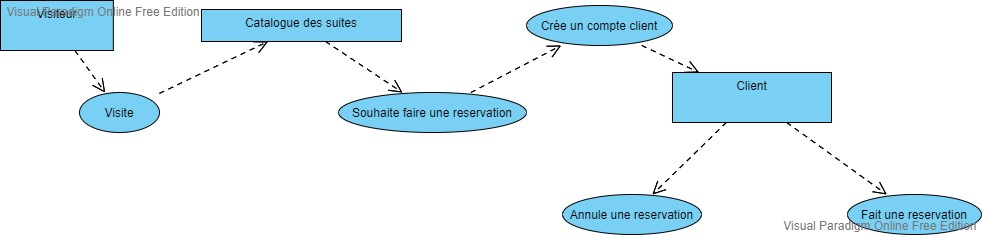 Visual Paradigm Online Free Edition
Visiteur
Catalogue des suites
Crée un compte client
Client
Visite
Souhaite faire une reservation
Annule une reservation
Fait une reservation
Visual Paradigm Online Free Edition